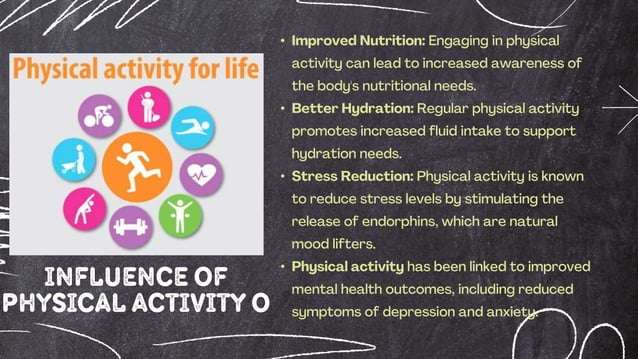 Physical activity for life
INFLUENCE OF
PHYSICAL ACTIVITY O
• Improved Nutrition: Engaging in physical
activity can lead to increased awareness of
the body's nutritional needs.
• Better Hydration: Regular physical activity
promotes increased fluid intake to support
hydration needs.
• Stress Reduction: Physical activity is known
to reduce stress levels by stimulating the
release of endorphins, which are natural
mood lifters.
• Physical activity has been linked to improved
mental health outcomes, including reduced
symptoms of depression and anxiety.